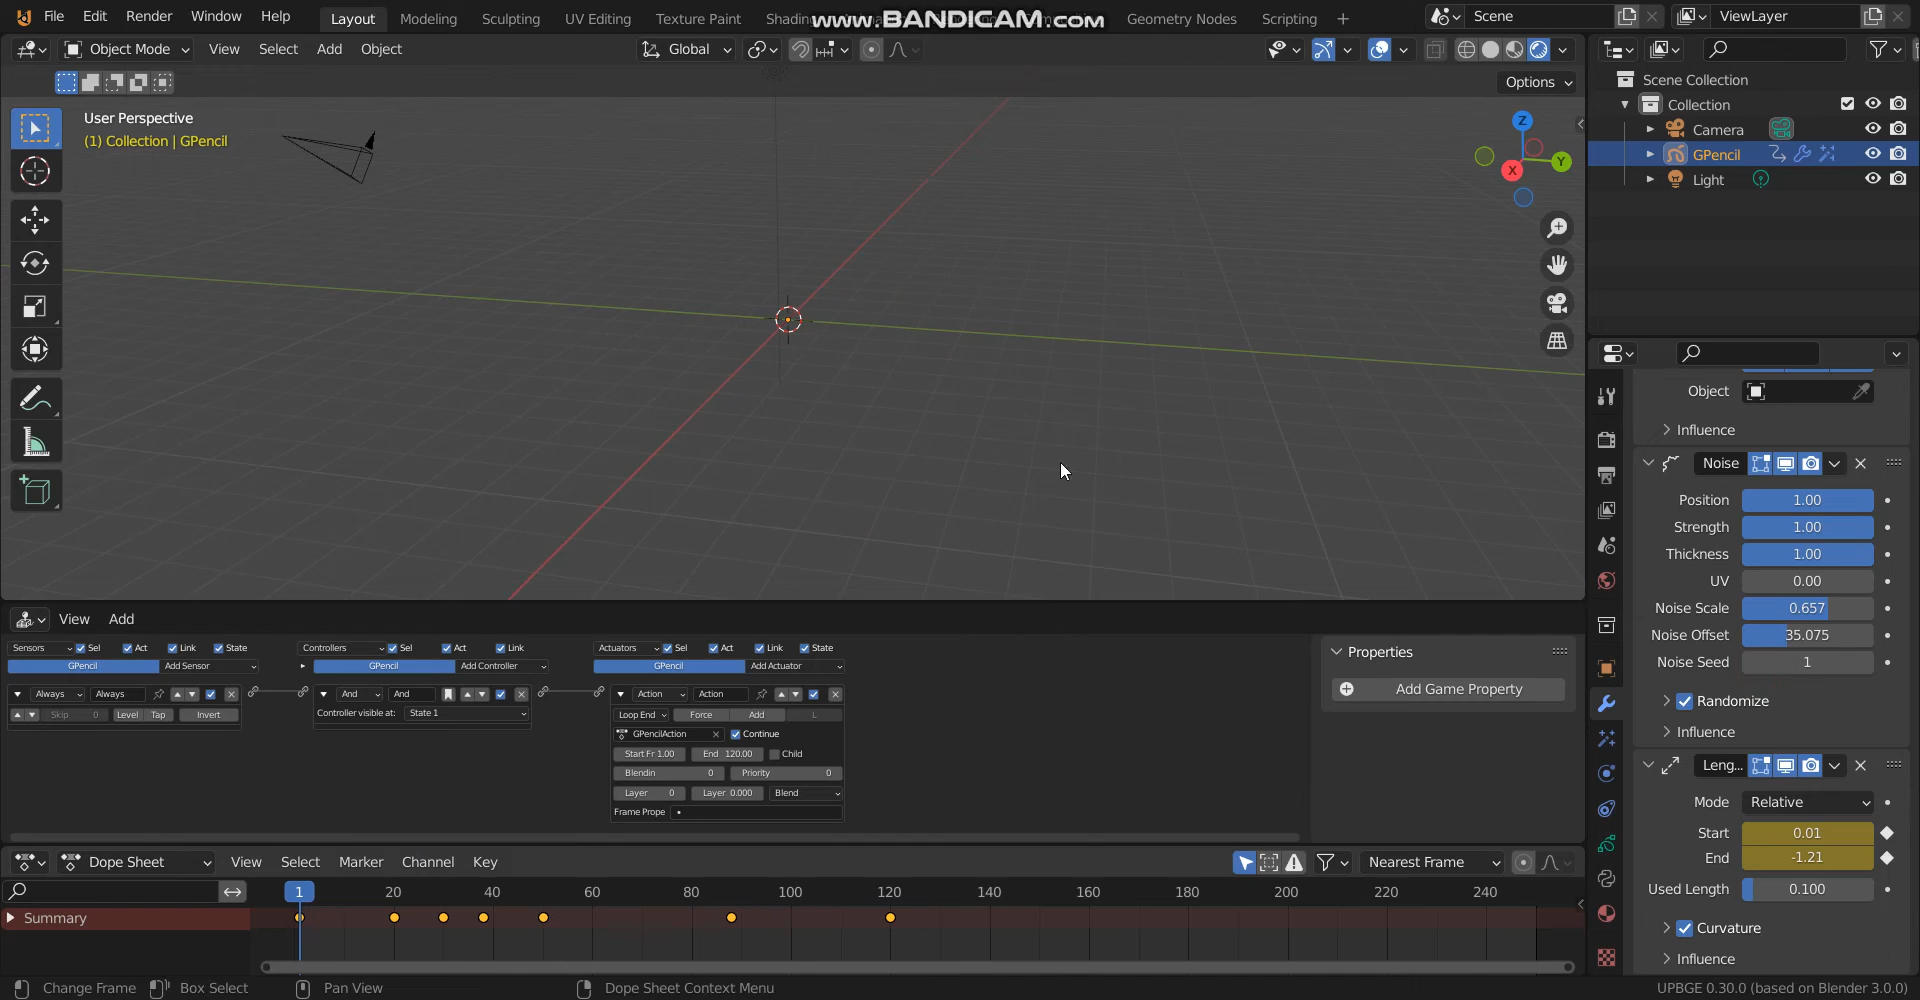 File Edit Render Window Help Layout Modeling Sculpting UV Editing Texture Paint Shading Geometry Nodes Scripting Scene ViewLayer
www.BANDICAM.com
Object Mode View Select Add Object Global
Options
Scene Collection
Collection
Camera
GPencil
Light
User Perspective
(1) Collection | GPencil
Z
Y
X
Object
Influence
Noise
Position 1.00
Strength 1.00
Thickness 1.00
UV 0.00
Noise Scale 0.657
Noise Offset 35.075
Noise Seed 1
Randomize
Influence
Leng...
Mode Relative
Start 0.01
End -1.21
Used Length 0.100
Curvature
Influence
View Add
Sensors Sel Act Link State Controllers Sel Act Link Actuators Sel Act Link State
GPencil Add Sensor GPencil Add Controller GPencil Add Actuator
Always Always And And Action Action
Skip 0 Level Tap Invert Controller visible at: State 1 Loop End Force Add L
GPencilAction Continue
Start Fr 1.00 End 120.00 Child
Blendin 0 Priority 0
Layer 0 Layer 0.000 Blend
Frame Prope
Properties
Add Game Property
Dope Sheet View Select Marker Channel Key Nearest Frame
1 20 40 60 80 100 120 140 160 180 200 220 240
Summary
Change Frame Box Select Pan View Dope Sheet Context Menu UPBGE 0.30.0 (based on Blender 3.0.0)